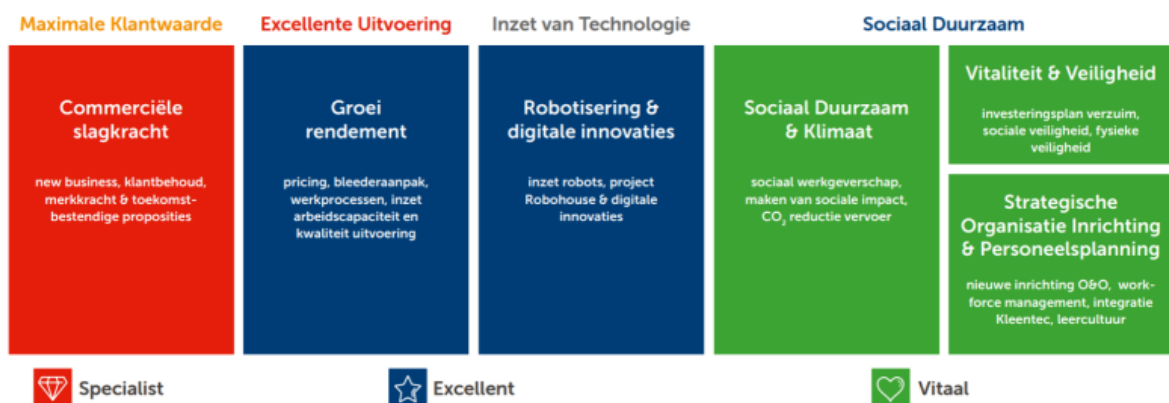 Maximale Klantwaarde
Excellente Uitvoering
Inzet van Technologie
Sociaal Duurzaam
Commerciële
slagkracht
new business, klantbehoud,
merkkracht & toekomst-
bestendige proposities
Groei
rendement
pricing, bleederaanpak,
werkprocessen, inzet
arbeidscapaciteit en
kwaliteit uitvoering
Robotisering &
digitale innovaties
inzet robots, project
Robohouse & digitale
innovaties
Sociaal Duurzaam
& Klimaat
sociaal werkgeverschap,
maken van sociale impact,
CO₂ reductie vervoer
Vitaliteit & Veiligheid
investeringsplan verzuim,
sociale veiligheid, fysieke
veiligheid
Strategische
Organisatie Inrichting
& Personeelsplanning
nieuwe inrichting O&O, work-
force management, integratie
Kleentec, leercultuur
Specialist
Excellent
Vitaal